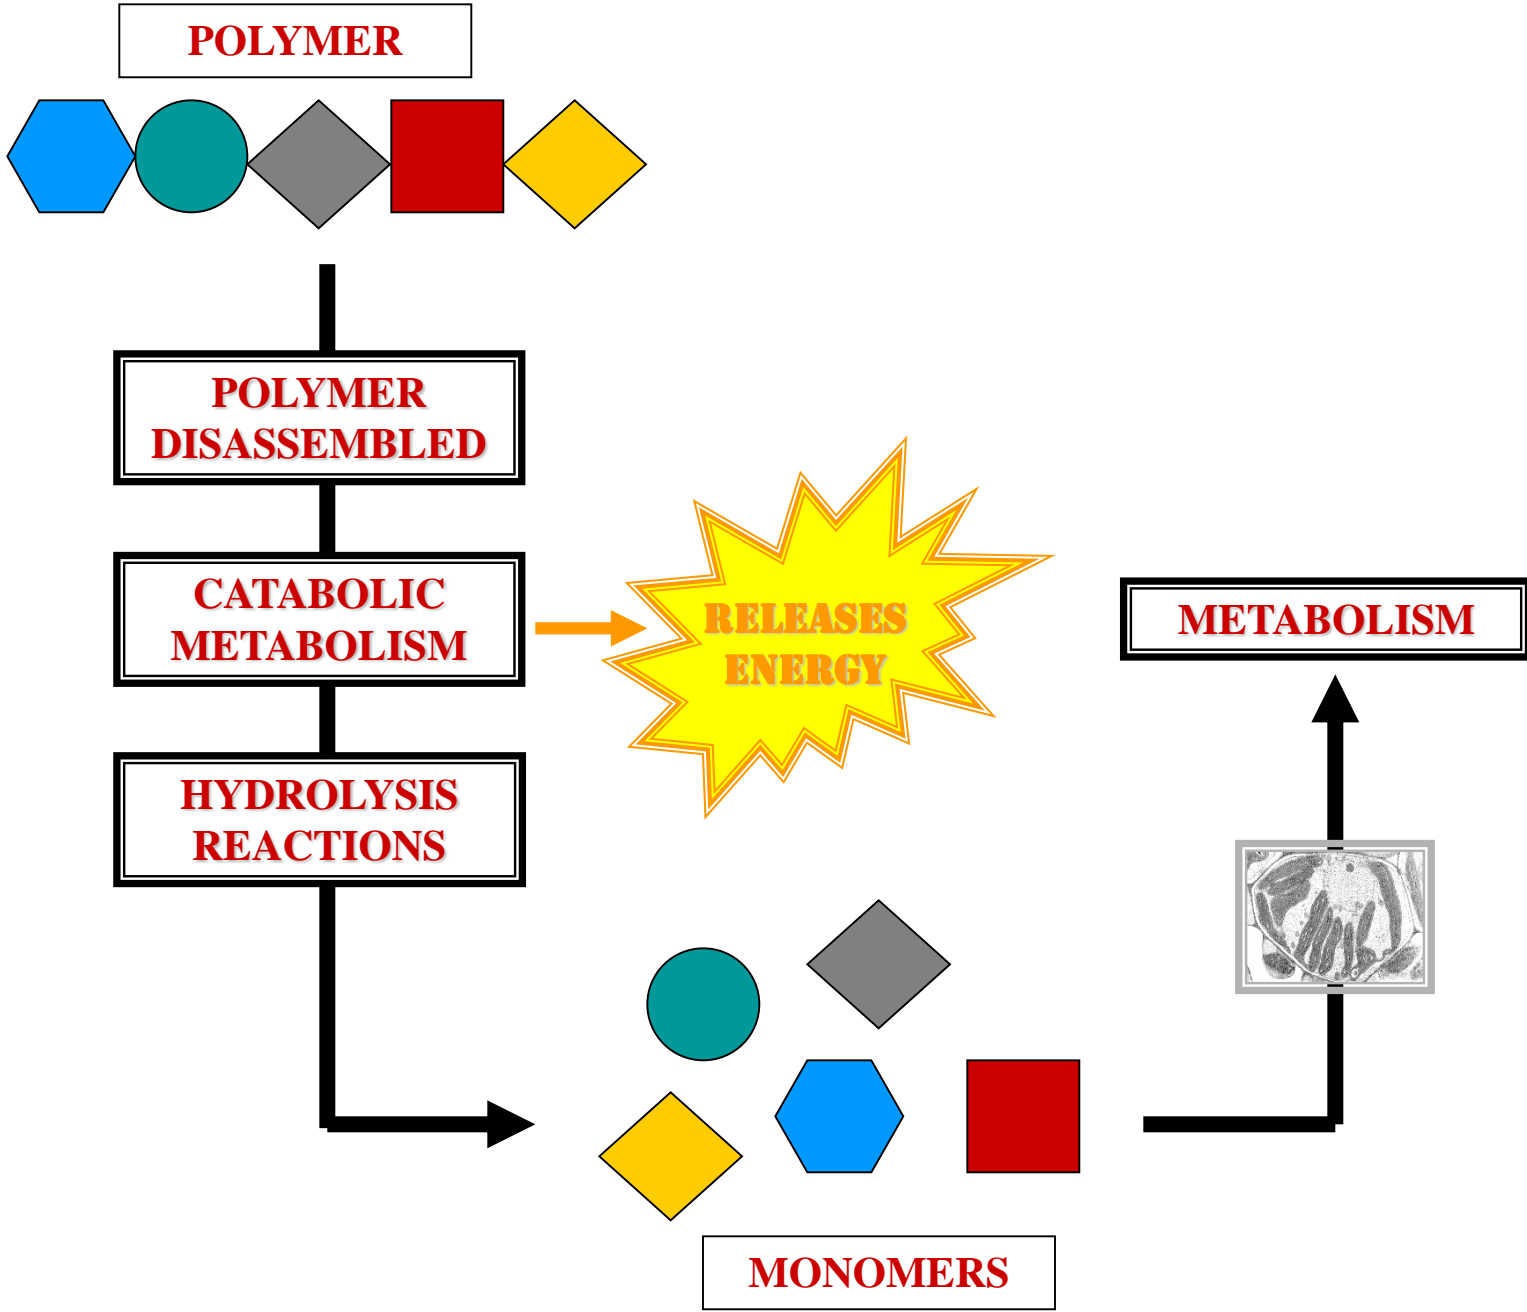 POLYMER
POLYMER
DISASSEMBLED
CATABOLIC
METABOLISM
RELEASES
ENERGY
METABOLISM
HYDROLYSIS
REACTIONS
MONOMERS